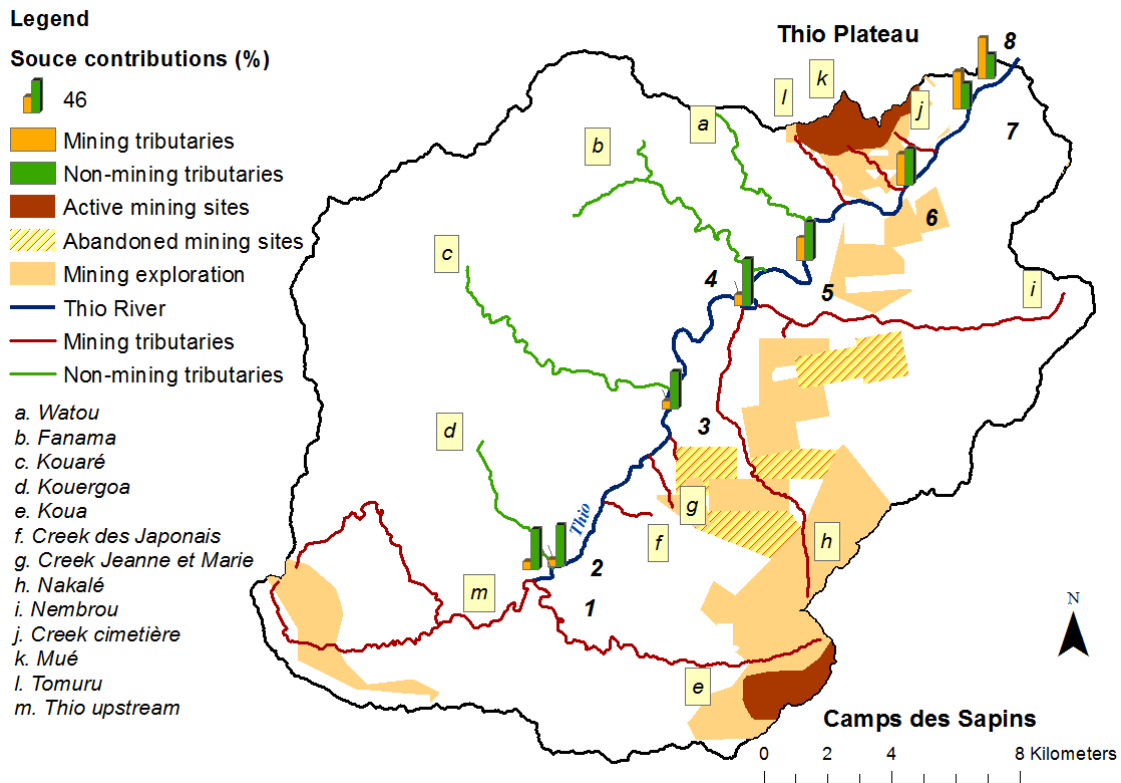 Legend
Souce contributions (%)
46
Mining tributaries
Non-mining tributaries
Active mining sites
Abandoned mining sites
Mining exploration
Thio River
Mining tributaries
Non-mining tributaries
a. Watou
b. Fanama
c. Kouaré
d. Kouergoa
e. Koua
f. Creek des Japonais
g. Creek Jeanne et Marie
h. Nakalé
i. Nembrou
j. Creek cimetière
k. Mué
l. Tomuru
m. Thio upstream
Thio Plateau
8
k
l
j
a
7
b
6
c
4
5
i
3
d
g
Thio
f
h
2
m
1
N
e
Camps des Sapins
0 2 4 8 Kilometers